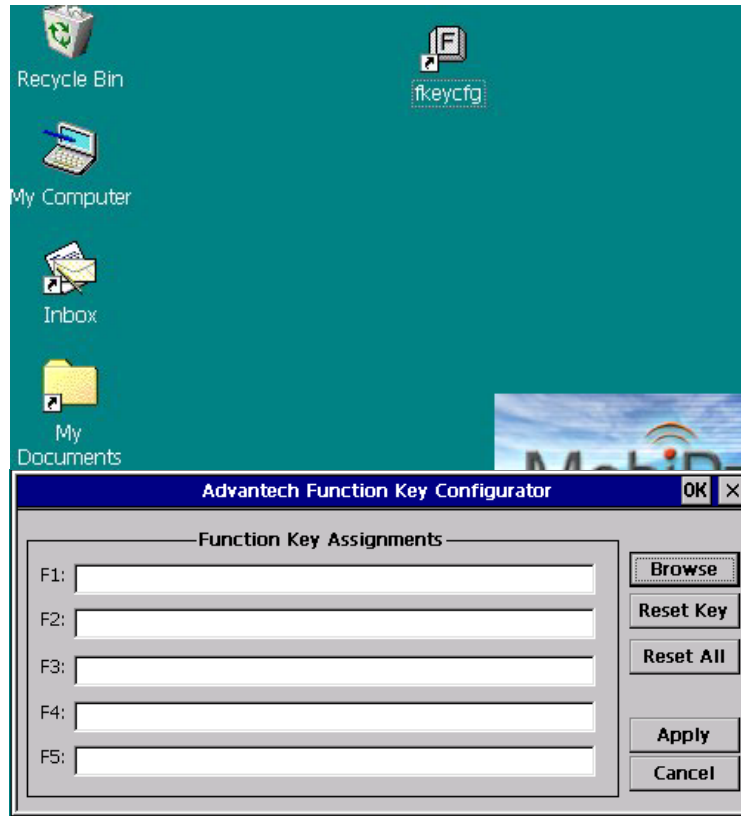 Recycle Bin
F
fkeycfg
My Computer
Inbox
My
Documents
Advantech Function Key Configurator
OK ×
Function Key Assignments
F1:
F2:
F3:
F4:
F5:
Browse
Reset Key
Reset All
Apply
Cancel